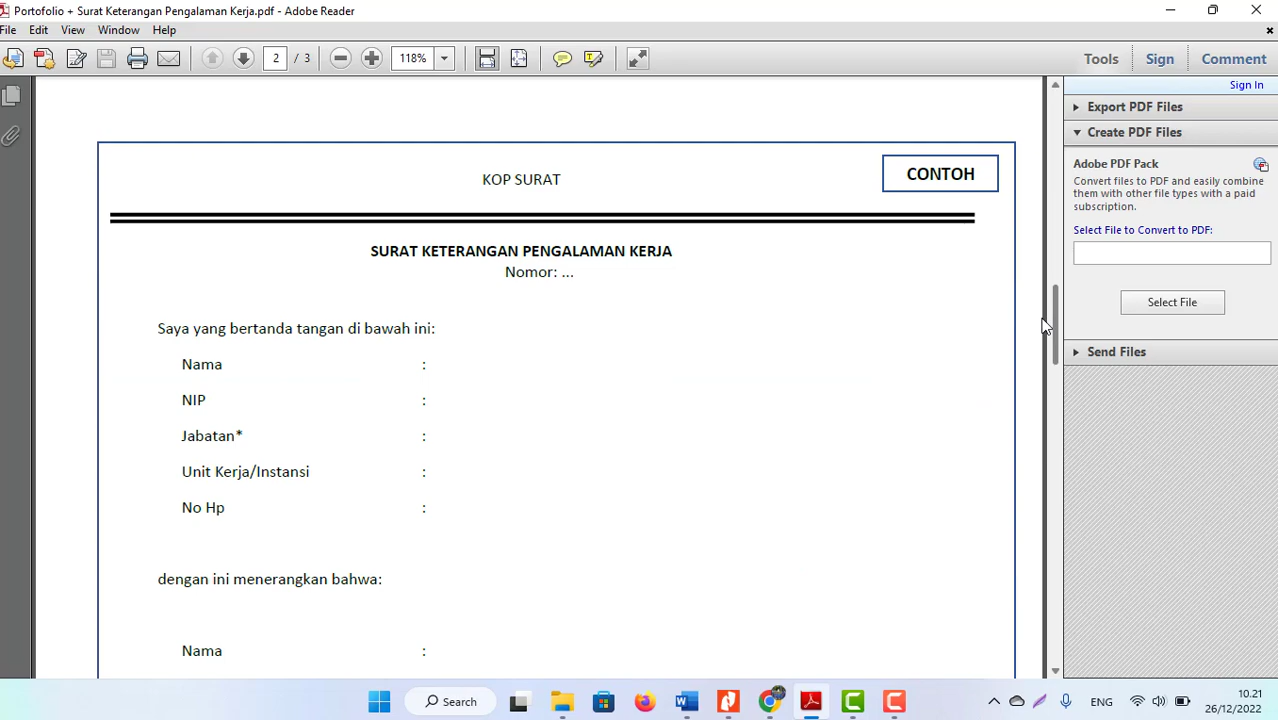 Portofolio + Surat Keterangan Pengalaman Kerja.pdf - Adobe Reader
File Edit View Window Help
2 / 3 118% Tools Sign Comment
Sign In
Export PDF Files
Create PDF Files
Adobe PDF Pack
Convert files to PDF and easily combine
them with other file types with a paid
subscription.
Select File to Convert to PDF:
Select File
Send Files
KOP SURAT
CONTOH
SURAT KETERANGAN PENGALAMAN KERJA
Nomor: ...
Saya yang bertanda tangan di bawah ini:
Nama :
NIP :
Jabatan* :
Unit Kerja/Instansi :
No Hp :
dengan ini menerangkan bahwa:
Nama :
Search
ENG
10.21
26/12/2022